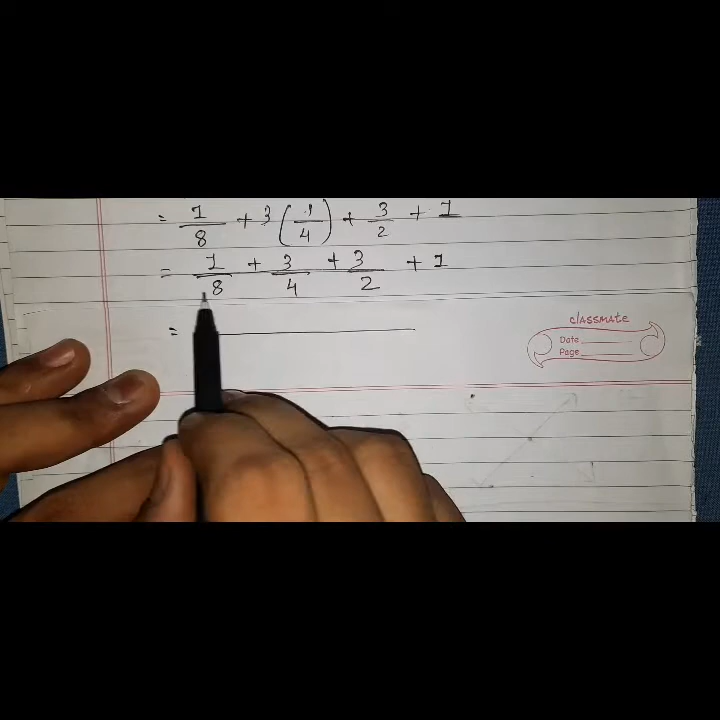 = 1/8 + 3(1/4) + 3/2 + 1
= 1/8 + 3/4 + 3/2 + 1
=
classmate
Date
Page